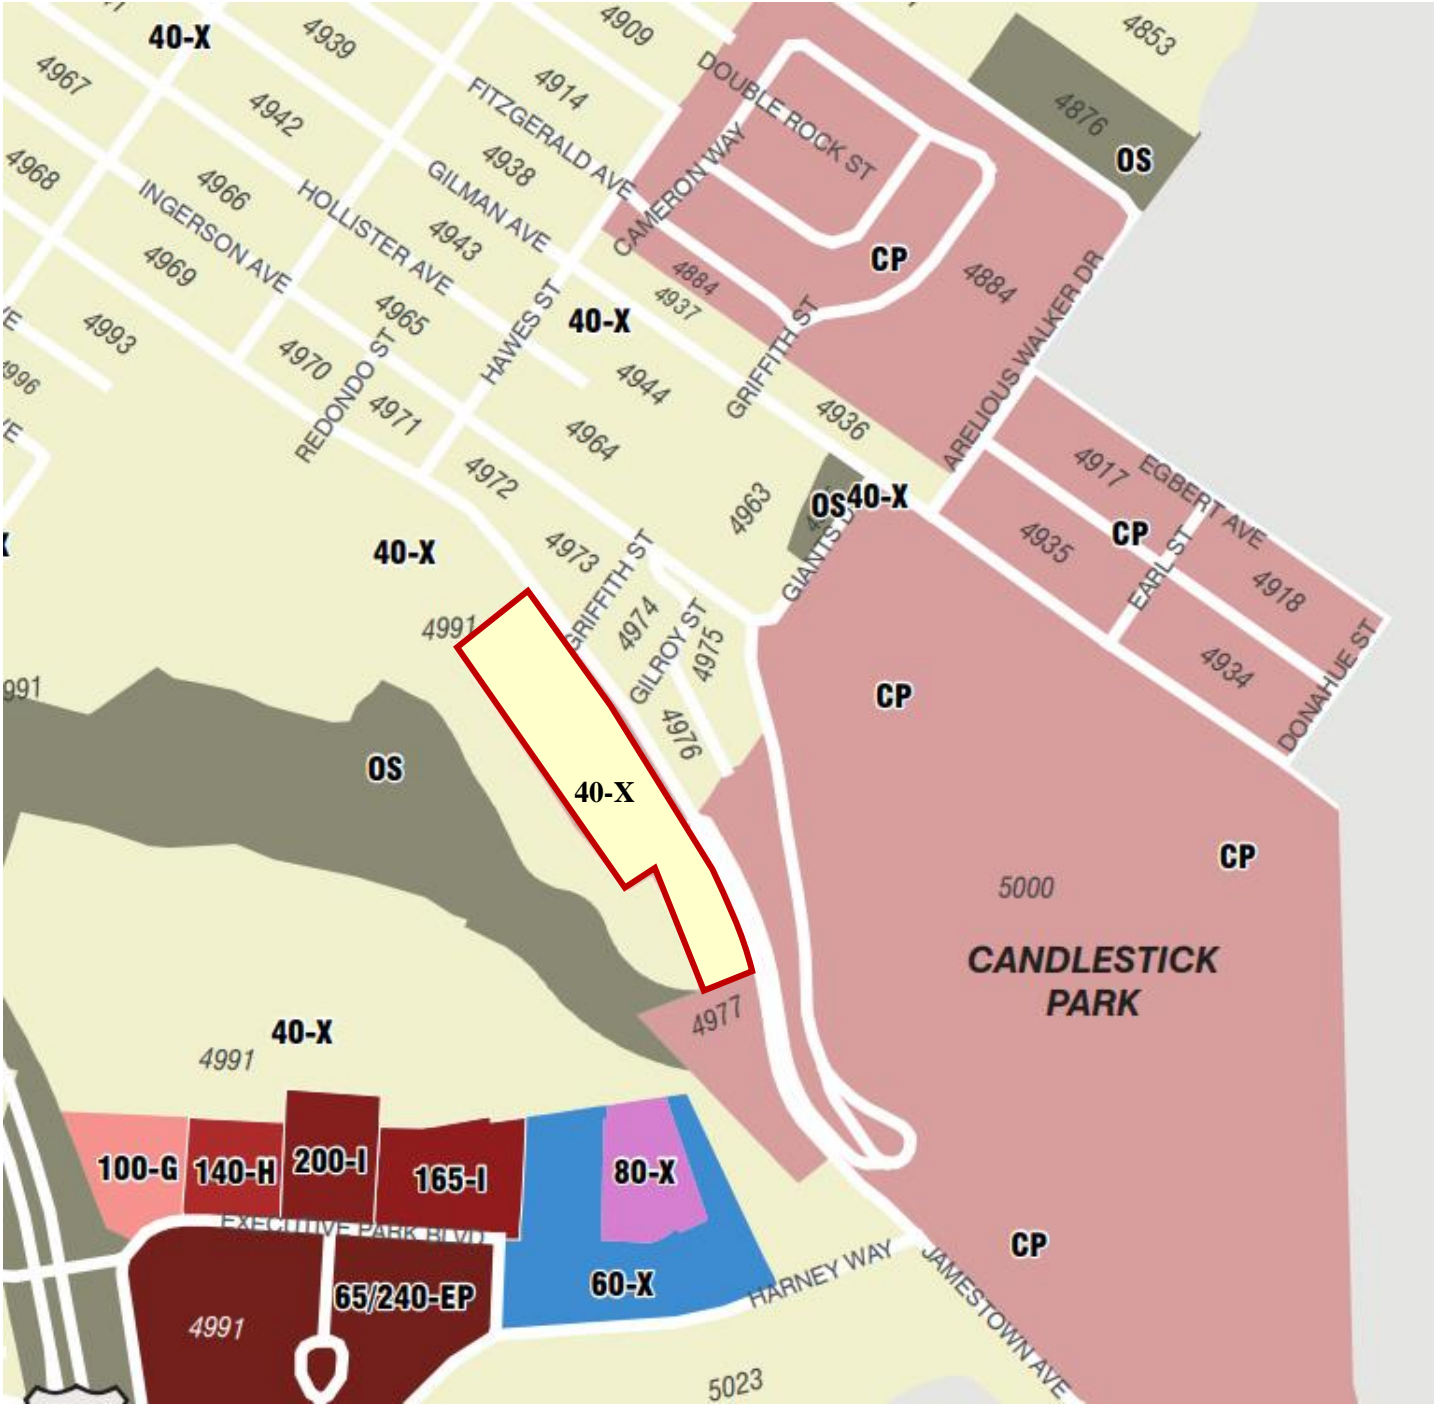 4853
4909
4939
40-X
4967
4914
4876
OS
DOUBLE ROCK ST
FITZGERALD AVE
4942
4938
CAMERON WAY
4968
4966
GILMAN AVE
HOLLISTER AVE
INGERSON AVE
4943
4969
CP
4884
4884
4937
ARELIOUS WALKER DR
4965
40-X
HAWES ST
GRIFFITH ST
4993
4970
REDONDO ST
4944
4996
4971
4936
4964
4917
EGBERT AVE
4972
4963
OS
40-X
GIANTS D
4935
CP
EARL ST
40-X
4973
GRIFFITH ST
4918
4991
4974
GILROY ST
4975
4934
DONAHUE ST
991
CP
4976
OS
40-X
CP
5000
CANDLESTICK
PARK
4977
40-X
4991
100-G
140-H
200-I
165-I
80-X
EXECUTIVE PARK BLVD
60-X
65/240-EP
4991
HARNEY WAY
JAMESTOWN AVE
CP
5023